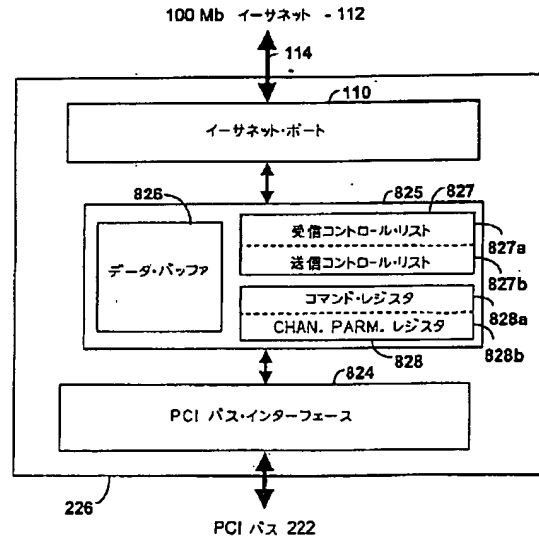 100 Mb イーサネット - 112
114
110
イーサネット・ポート
826
825
827
データ・バッファ
受信コントロール・リスト
827a
送信コントロール・リスト
827b
コマンド・レジスタ
828a
CHAN. PARM. レジスタ
828b
828
824
PCI バス・インターフェース
226
PCI バス 222